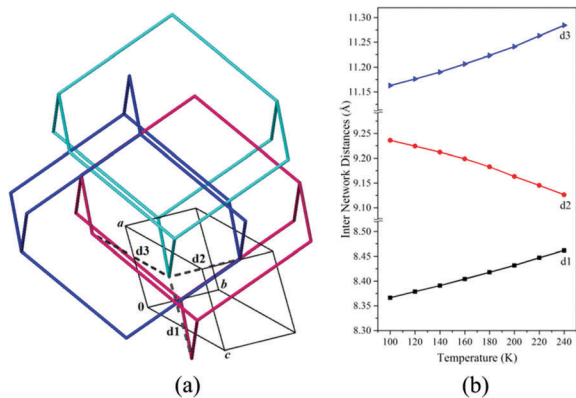 a
d3
d2
b
0
d1
c
(a)
Inter Network Distances (Å)
11.30
11.25
11.20
11.15
9.25
9.20
9.15
9.10
8.50
8.45
8.40
8.35
8.30
d3
d2
d1
100 120 140 160 180 200 220 240
Temperature (K)
(b)